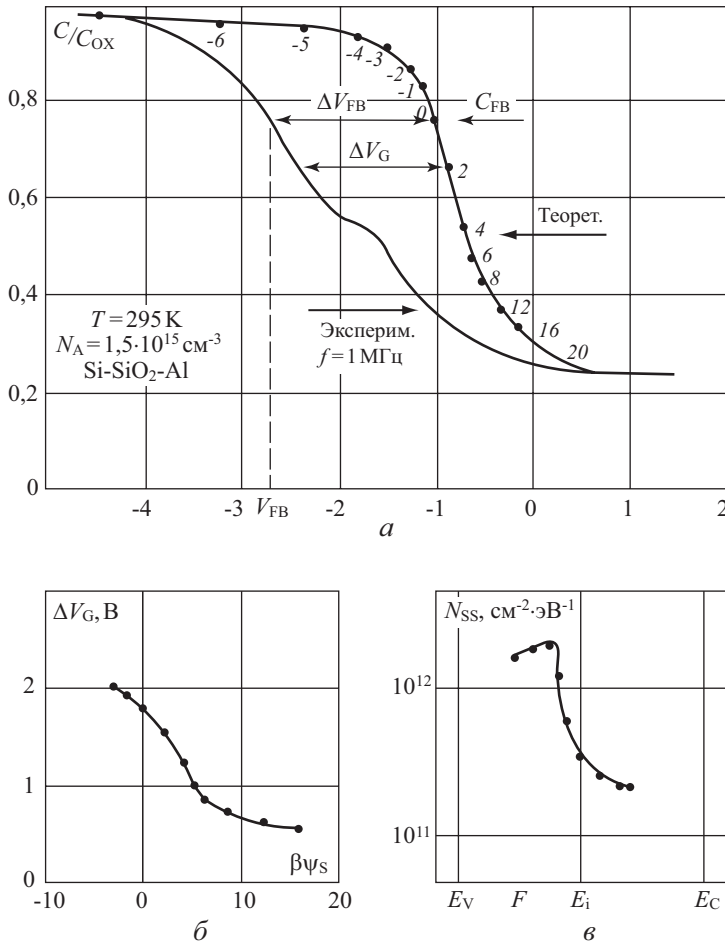 C/C_OX
-6
-5
-4
-3
-2
-1
0
ΔV_FB
C_FB
ΔV_G
2
4
6
8
12
16
20
Теорет.
Эксперим.
f = 1 МГц
T = 295 K
N_A = 1,5·10^15 см^-3
Si-SiO_2-Al
0,8
0,6
0,4
0,2
0
-4
-3
V_FB
-2
-1
0
1
2
а
ΔV_G, В
2
1
0
βψ_S
-10
0
10
20
б
N_SS, см^-2·эВ^-1
10^12
10^11
E_V
F
E_i
E_C
в